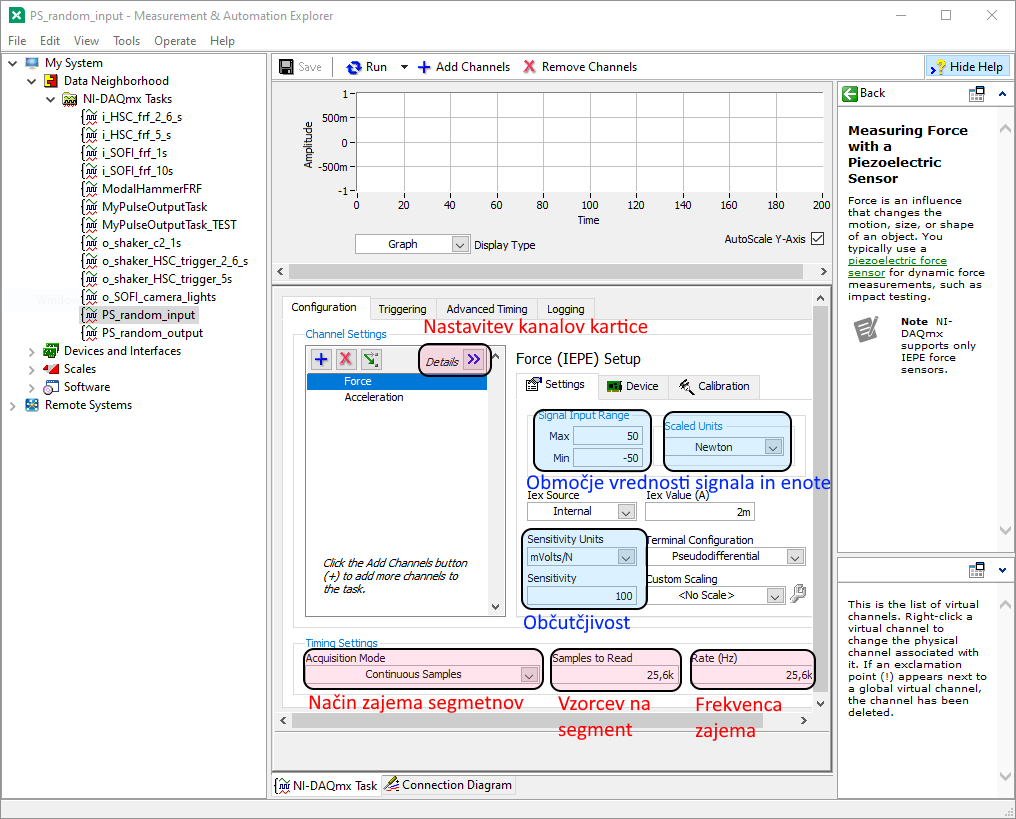 PS_random_input - Measurement & Automation Explorer
File Edit View Tools Operate Help
My System
Data Neighborhood
NI-DAQmx Tasks
i_HSC_frf_2_6_s
i_HSC_frf_5_s
i_SOFI_frf_1s
i_SOFI_frf_10s
ModalHammerFRF
MyPulseOutputTask
MyPulseOutputTask_TEST
o_shaker_c2_1s
o_shaker_HSC_trigger_2_6_s
o_shaker_HSC_trigger_5s
o_SOFI_camera_lights
PS_random_input
PS_random_output
Devices and Interfaces
Scales
Software
Remote Systems
Save Run Add Channels Remove Channels Hide Help
Amplitude
1
500m
0
-500m
-1
0 20 40 60 80 100 120 140 160 180 200
Time
Graph Display Type AutoScale Y-Axis
Configuration Triggering Advanced Timing Logging
Nastavitev kanalov kartice
Channel Settings
Details
Force
Acceleration
Click the Add Channels button
(+) to add more channels to
the task.
Force (IEPE) Setup
Settings Device Calibration
Signal Input Range
Max 50
Min -50
Scaled Units
Newton
Območje vrednosti signala in enote
Iex Source Iex Value (A)
Internal 2m
Sensitivity Units Terminal Configuration
mVolts/N Pseudodifferential
Sensitivity Custom Scaling
100 <No Scale>
Občutčjivost
Timing Settings
Acquisition Mode Samples to Read Rate (Hz)
Continuous Samples 25,6k 25,6k
Način zajema segmetnov
Vzorcev na
segment
Frekvenca
zajema
NI-DAQmx Task Connection Diagram
Back
Measuring Force
with a
Piezoelectric
Sensor
Force is an influence
that changes the
motion, size, or shape
of an object. You
typically use a
piezoelectric force
sensor for dynamic force
measurements, such as
impact testing.
Note NI-
DAQmx
supports only
IEPE force
sensors.
This is the list of virtual
channels. Right-click a
virtual channel to
change the physical
channel associated with
it. If an exclamation
point (!) appears next to
a global virtual channel,
the channel has been
deleted.